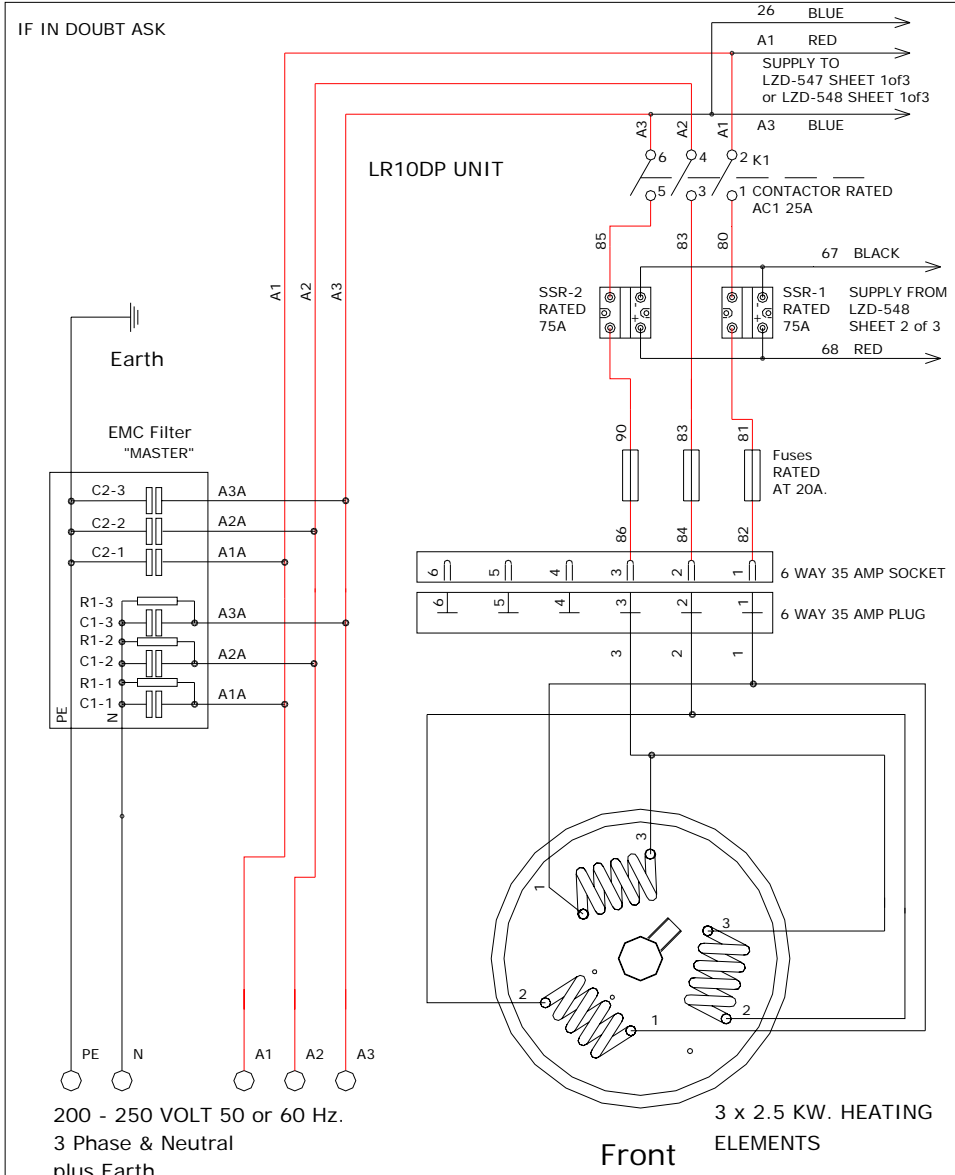 IF IN DOUBT ASK
26 BLUE
A1 RED
SUPPLY TO
LZD-547 SHEET 1of3
or LZD-548 SHEET 1of3
A3 BLUE
A3
A2
A1
LR10DP UNIT
6
4
2
K1
5
3
1
CONTACTOR RATED
AC1 25A
85
83
80
67 BLACK
A1
A2
A3
SSR-2
RATED
75A
-
+
-
+
SSR-1
RATED
75A
SUPPLY FROM
LZD-548
SHEET 2 of 3
68 RED
Earth
EMC Filter
"MASTER"
90
83
81
Fuses
RATED
AT 20A.
C2-3
A3A
C2-2
A2A
C2-1
A1A
86
84
82
6
5
4
3
2
1
6 WAY 35 AMP SOCKET
6
5
4
3
2
1
6 WAY 35 AMP PLUG
R1-3
C1-3
A3A
R1-2
C1-2
A2A
R1-1
C1-1
A1A
PE
N
3
2
1
3
1
3
2
2
1
PE
N
A1
A2
A3
200 - 250 VOLT 50 or 60 Hz.
3 Phase & Neutral
plus Earth
3 x 2.5 KW. HEATING
ELEMENTS
Front